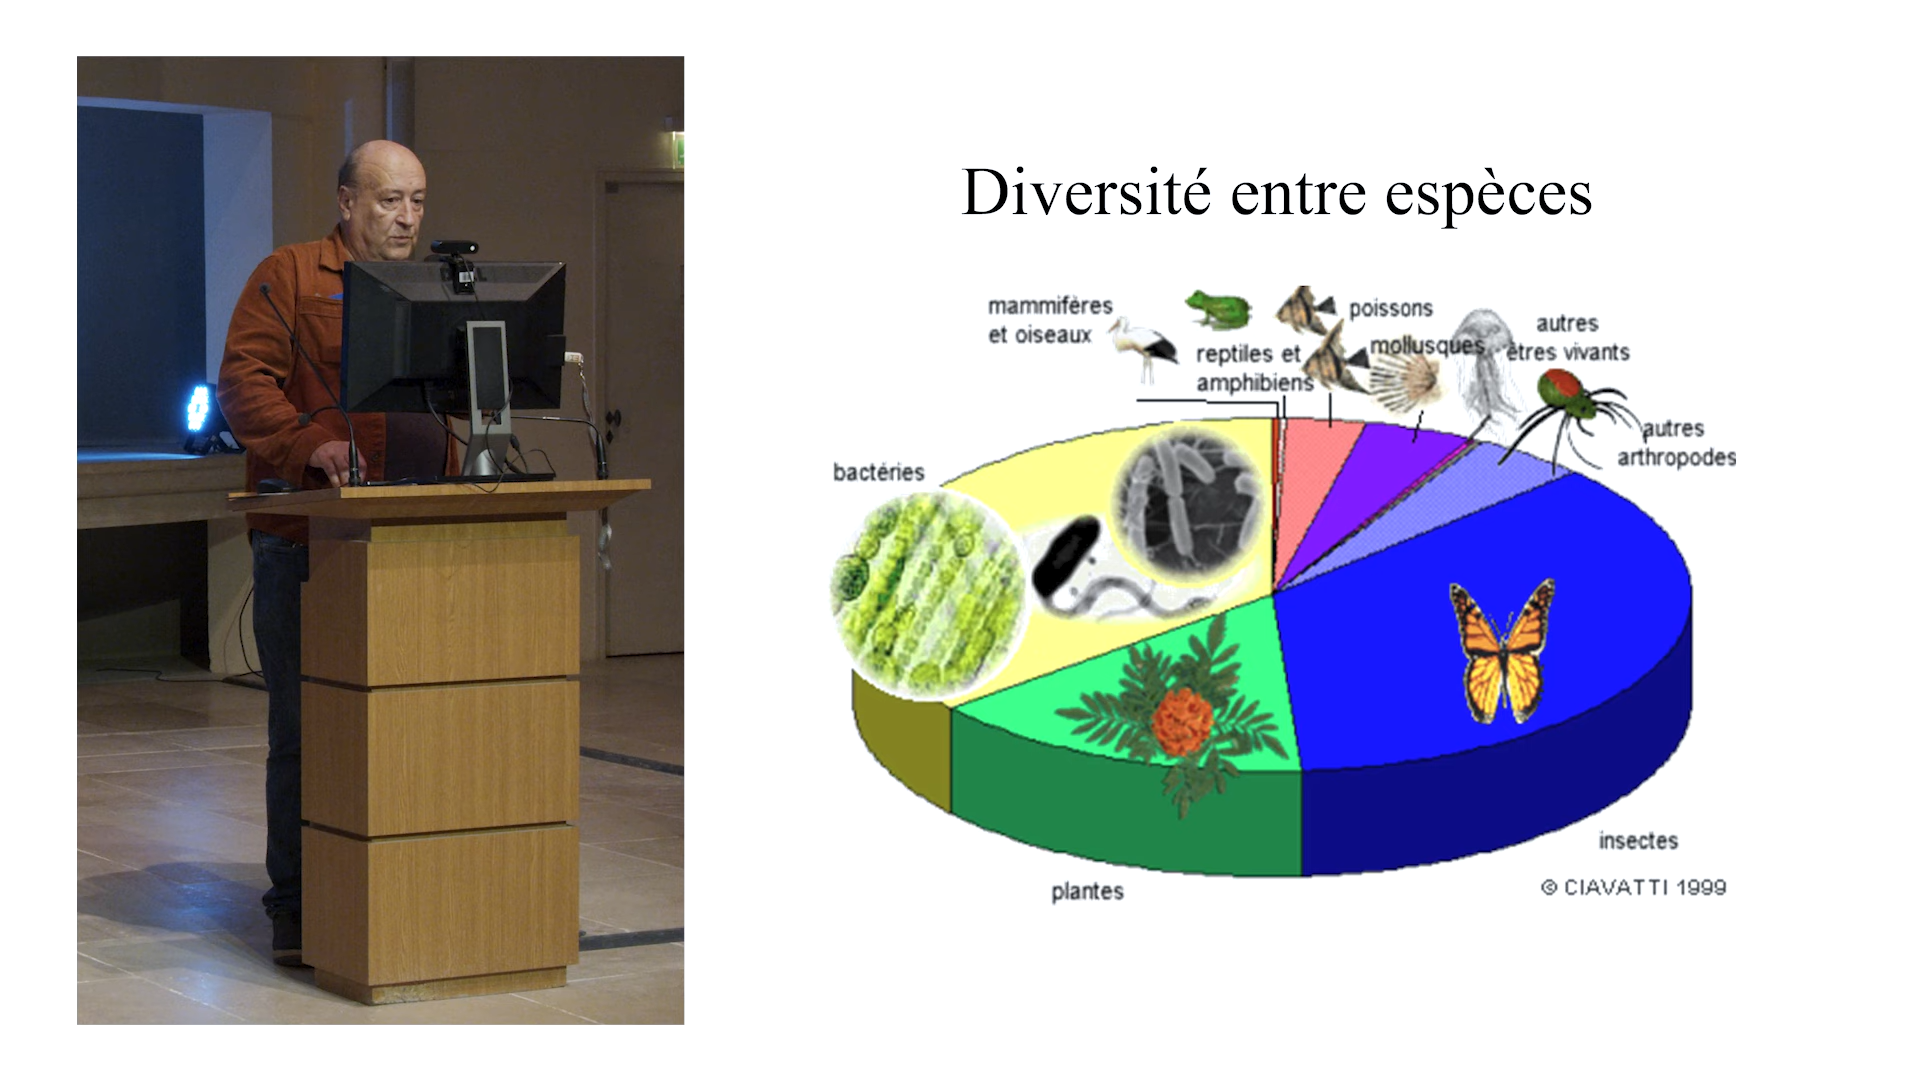 Diversité entre espèces
mammifères
et oiseaux
reptiles et
amphibiens
poissons
mollusques
autres
êtres vivants
autres
arthropodes
bactéries
insectes
plantes
© CIAVATTI 1999